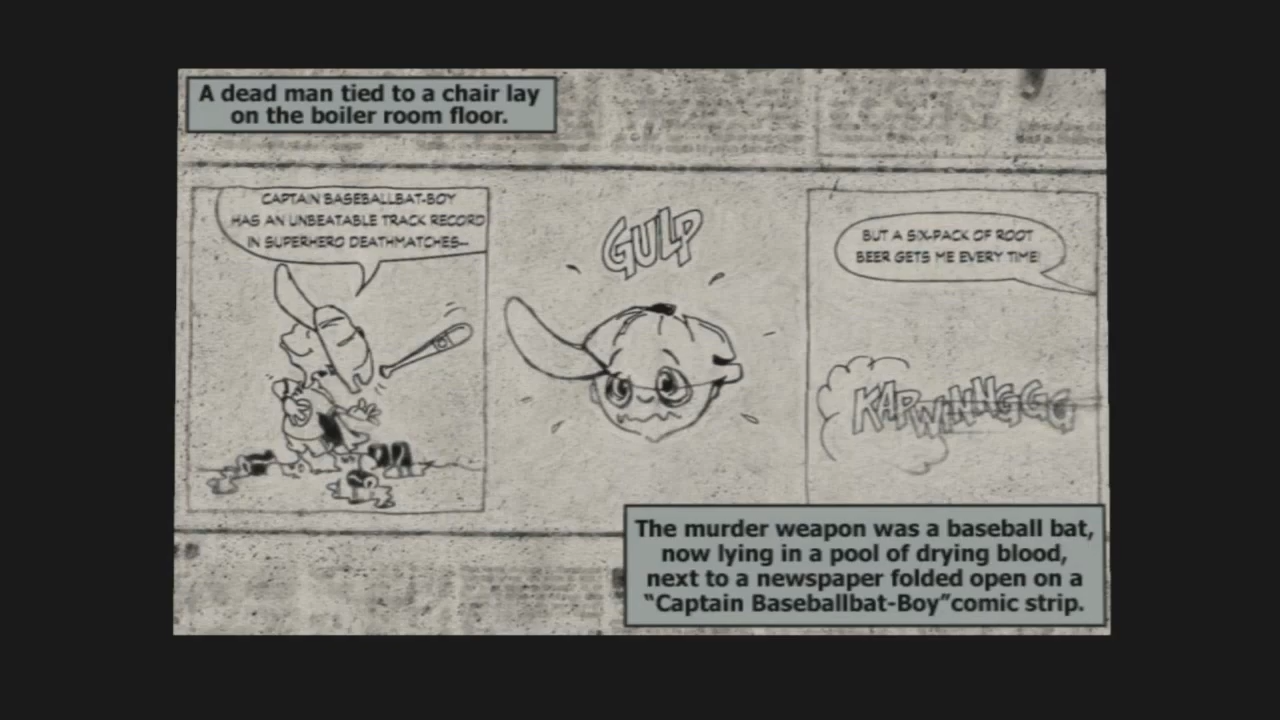 A dead man tied to a chair lay
on the boiler room floor.
CAPTAIN BASEBALLBAT-BOY
HAS AN UNBEATABLE TRACK RECORD
IN SUPERHERO DEATHMATCHES--
GULP
BUT A SIX-PACK OF ROOT
BEER GETS ME EVERY TIME!
KAPWINNGGG
The murder weapon was a baseball bat,
now lying in a pool of drying blood,
next to a newspaper folded open on a
“Captain Baseballbat-Boy”comic strip.